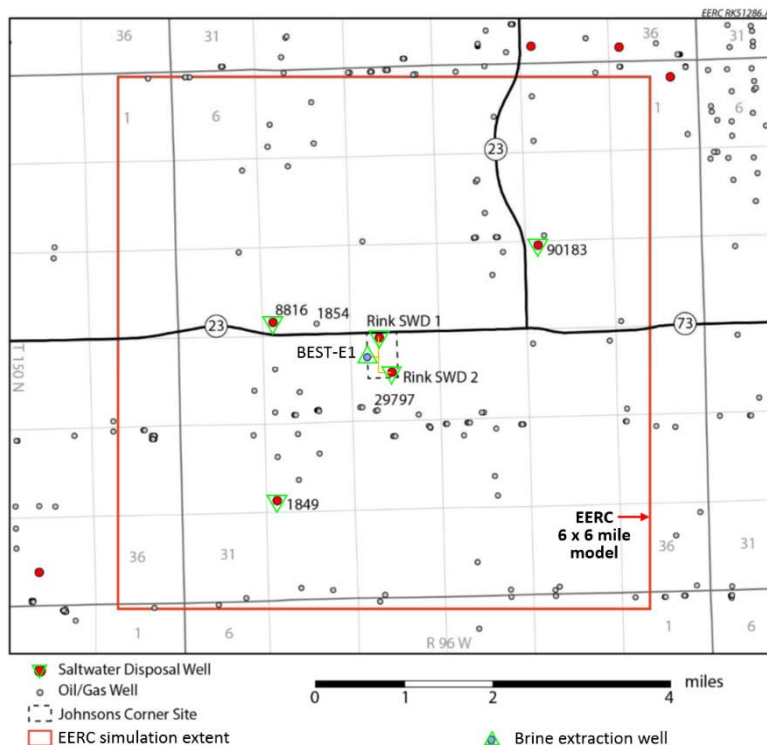 EERC RK51286.A
36 31 36 31
1 6 1 6
23
90183
8816 1854 Rink SWD 1
23 73
BEST-E1
Rink SWD 2
T 150 N
29797
1849
EERC
6 x 6 mile
model
36 31 36 31
1 6 R 96 W 1 6
Saltwater Disposal Well
Oil/Gas Well
Johnsons Corner Site
EERC simulation extent
0 1 2 4 miles
Brine extraction well